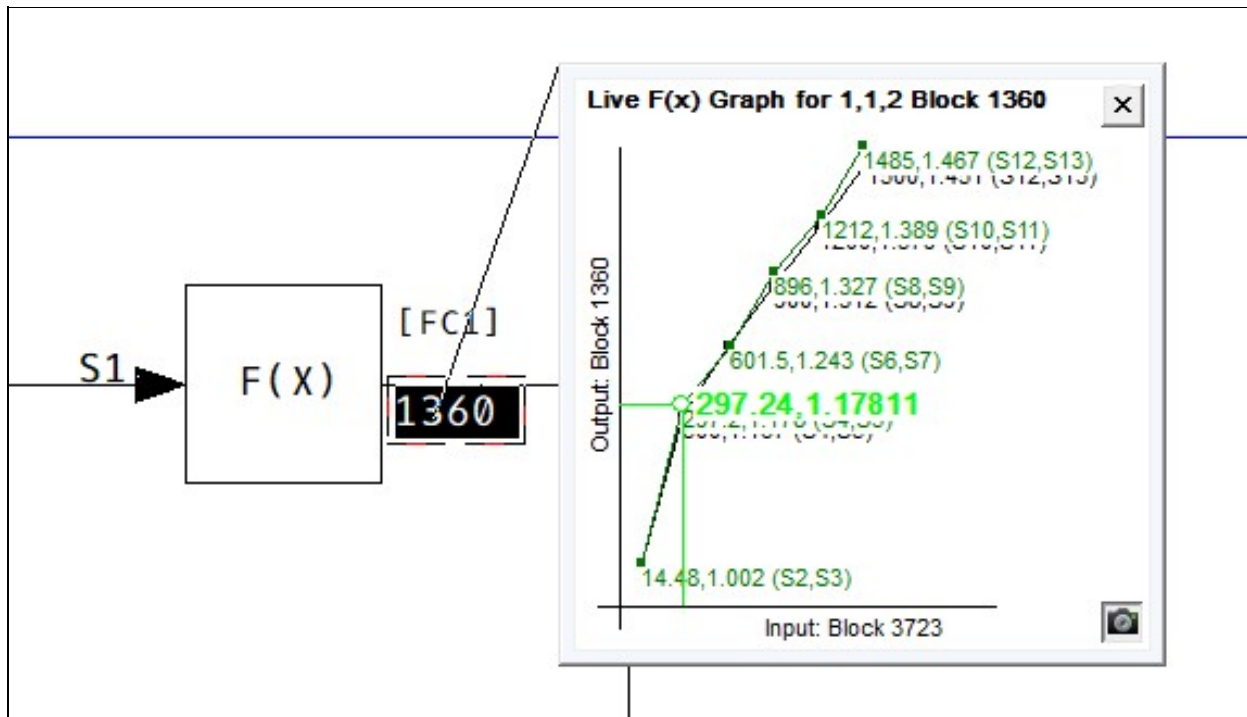 Live F(x) Graph for 1,1,2 Block 1360
1485,1.467 (S12,S13)
1212,1.389 (S10,S11)
896,1.327 (S8,S9)
601.5,1.243 (S6,S7)
297.24,1.17811
14.48,1.002 (S2,S3)
Output: Block 1360
Input: Block 3723
[FC1]
S1
F(X)
1360